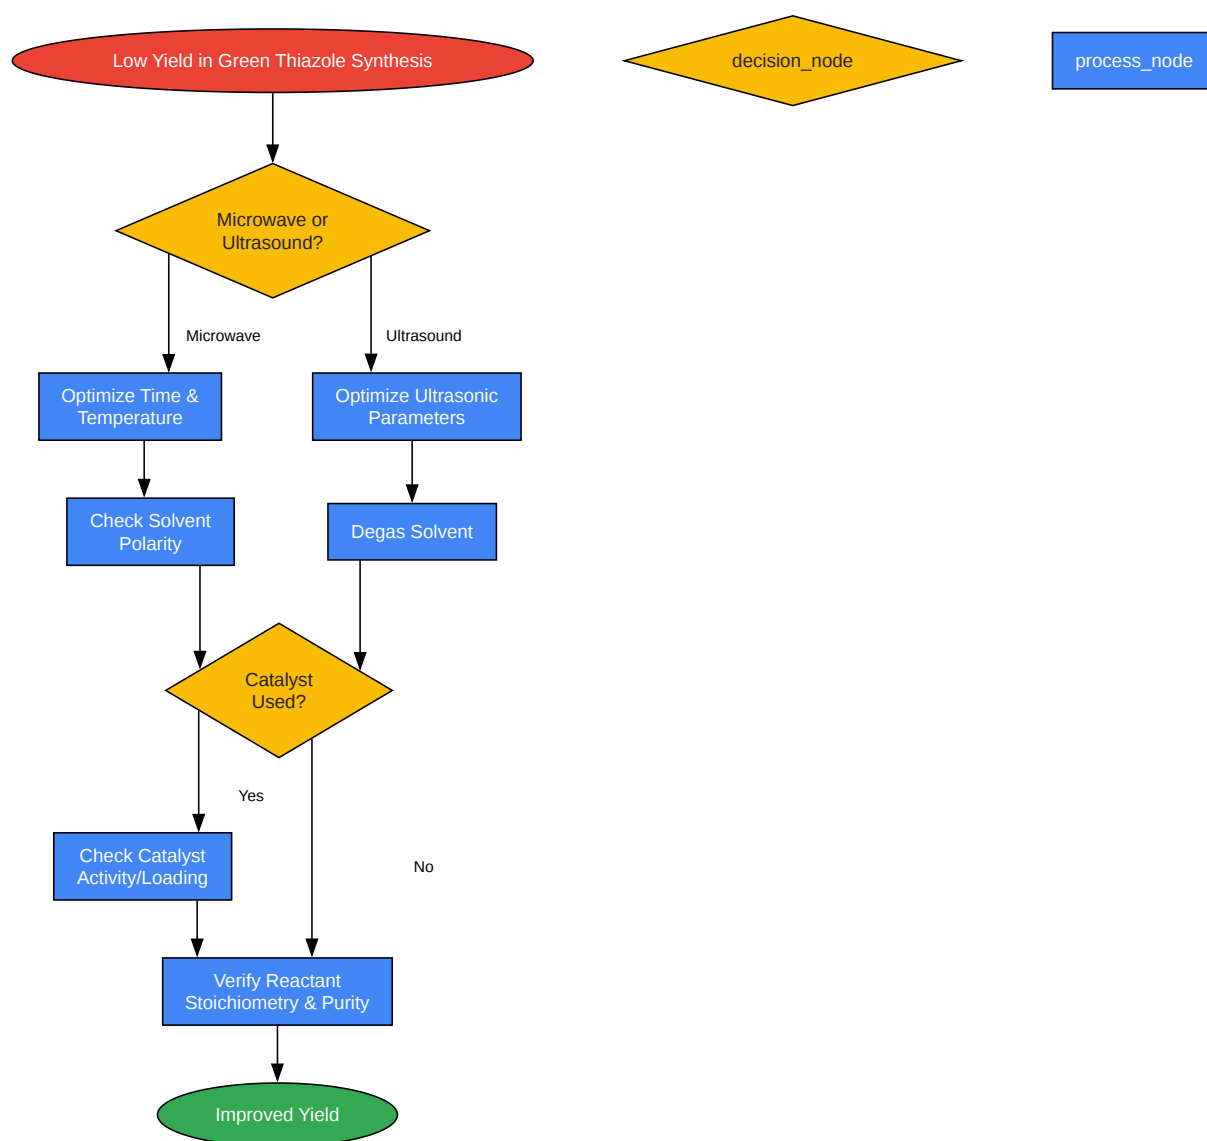 Low Yield in Green Thiazole Synthesis
decision_node
process_node
Microwave or
Ultrasound?
Microwave
Ultrasound
Optimize Time &
Temperature
Optimize Ultrasonic
Parameters
Check Solvent
Polarity
Degas Solvent
Catalyst
Used?
Yes
Check Catalyst
Activity/Loading
No
Verify Reactant
Stoichiometry & Purity
Improved Yield